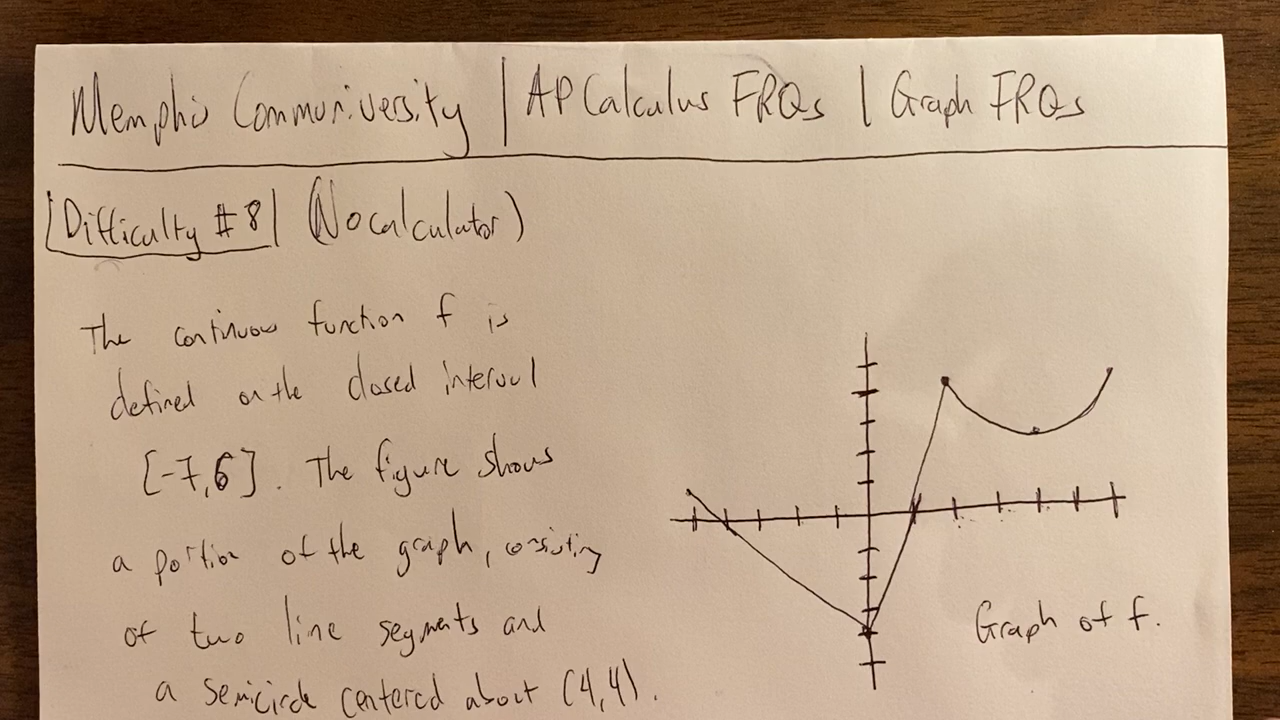 Memphis Communiversity | AP Calculus FRQs | Graph FRQs
Difficulty #8 (No calculator)
The continuous function f is
defined on the closed interval
[-7,6]. The figure shows
a portion of the graph, consisting
of two line segments and
a semicircle centered about (4,4).
Graph of f.